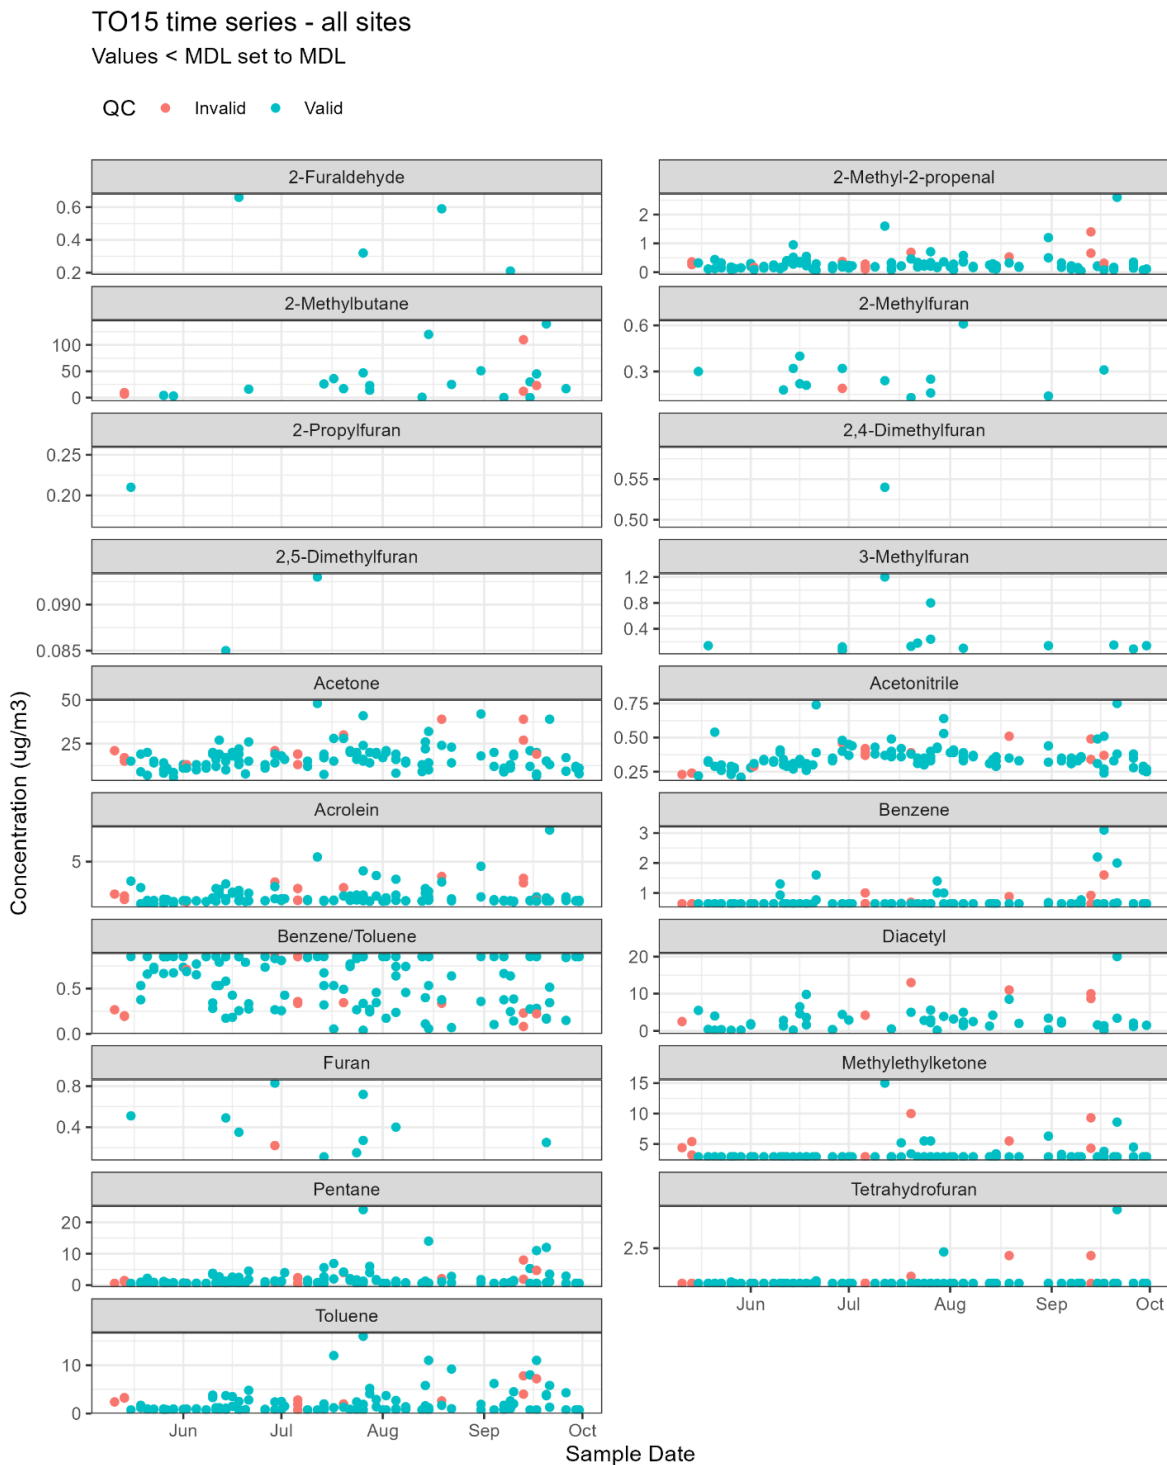 TO15 time series - all sites
Values < MDL set to MDL
QC Invalid Valid
2-Furaldehyde 2-Methyl-2-propenal
0.6
0.4
0.2
2
1
0
2-Methylbutane 2-Methylfuran
100
50
0
0.6
0.3
2-Propylfuran 2,4-Dimethylfuran
0.25
0.20
0.55
0.50
2,5-Dimethylfuran 3-Methylfuran
0.090
0.085
1.2
0.8
0.4
Acetone Acetonitrile
50
25
0.75
0.50
0.25
Acrolein Benzene
5
3
2
1
Benzene/Toluene Diacetyl
0.5
0.0
20
10
0
Furan Methylethylketone
0.8
0.4
15
10
5
Pentane Tetrahydrofuran
20
10
0
2.5
Jun Jul Aug Sep Oct
Toluene
10
0
Jun Jul Aug Sep Oct
Sample Date
Concentration (ug/m3)